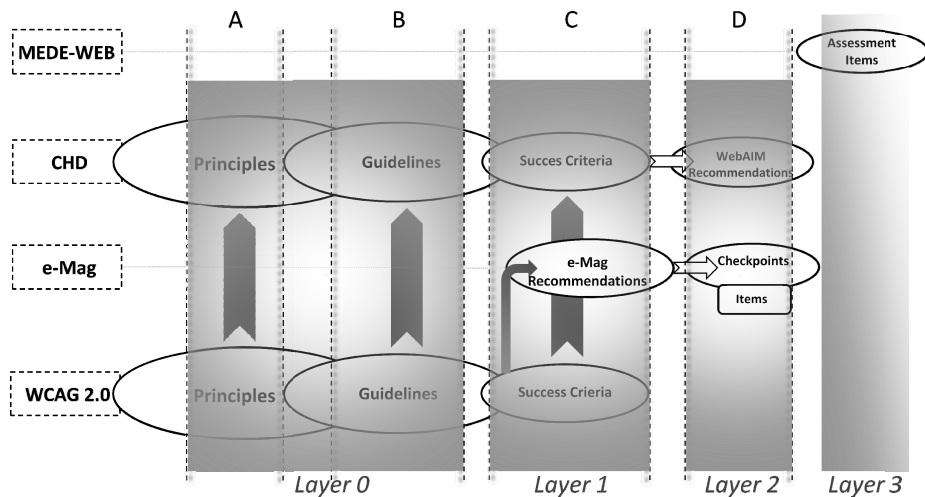 A B C D
MEDE-WEB
Assessment
Items
CHD
Principles
Guidelines
Succes Criteria
WebAIM
Recommendations
e-Mag
e-Mag
Recommendations
Checkpoints
Items
WCAG 2.0
Principles
Guidelines
Success Crieria
Layer 0 Layer 1 Layer 2 Layer 3